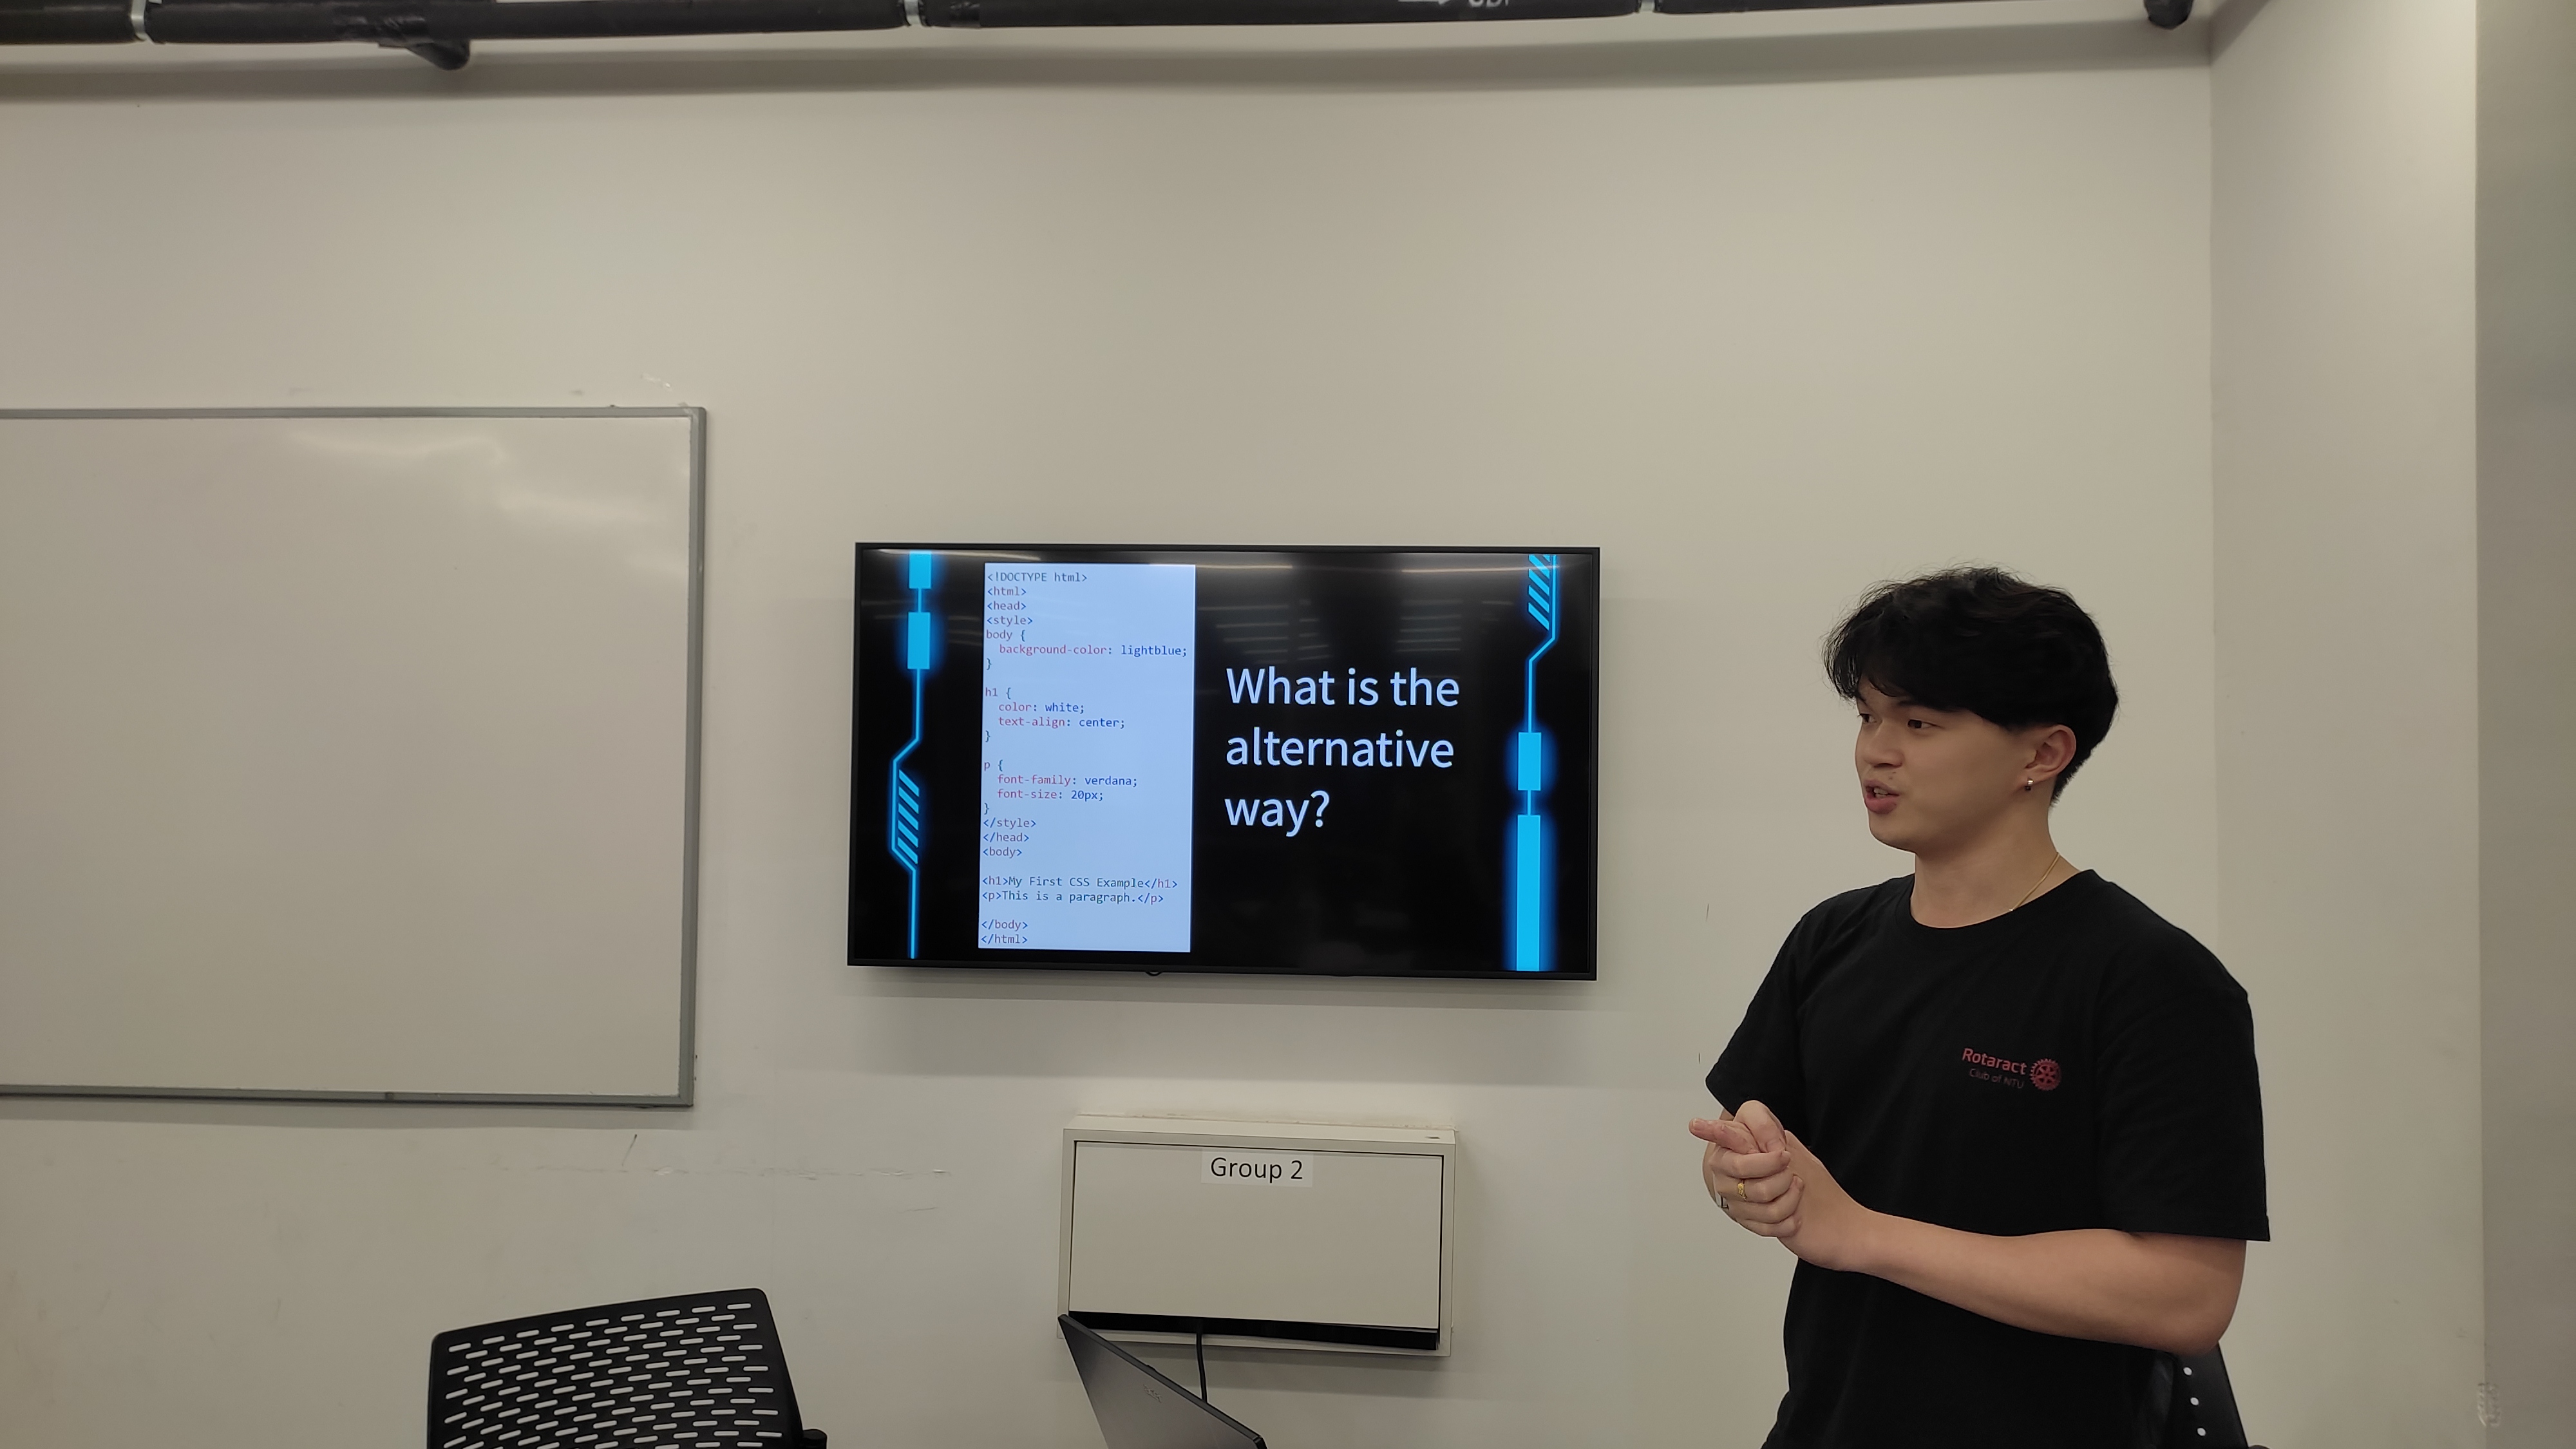 <!DOCTYPE html>
<html>
<head>
<style>
body {
  background-color: lightblue;
}

h1 {
  color: white;
  text-align: center;
}

p {
  font-family: verdana;
  font-size: 20px;
}
</style>
</head>
<body>

<h1>My First CSS Example</h1>
<p>This is a paragraph.</p>

</body>
</html>
What is the
alternative
way?
Rotaract
Club of NTU
Group 2